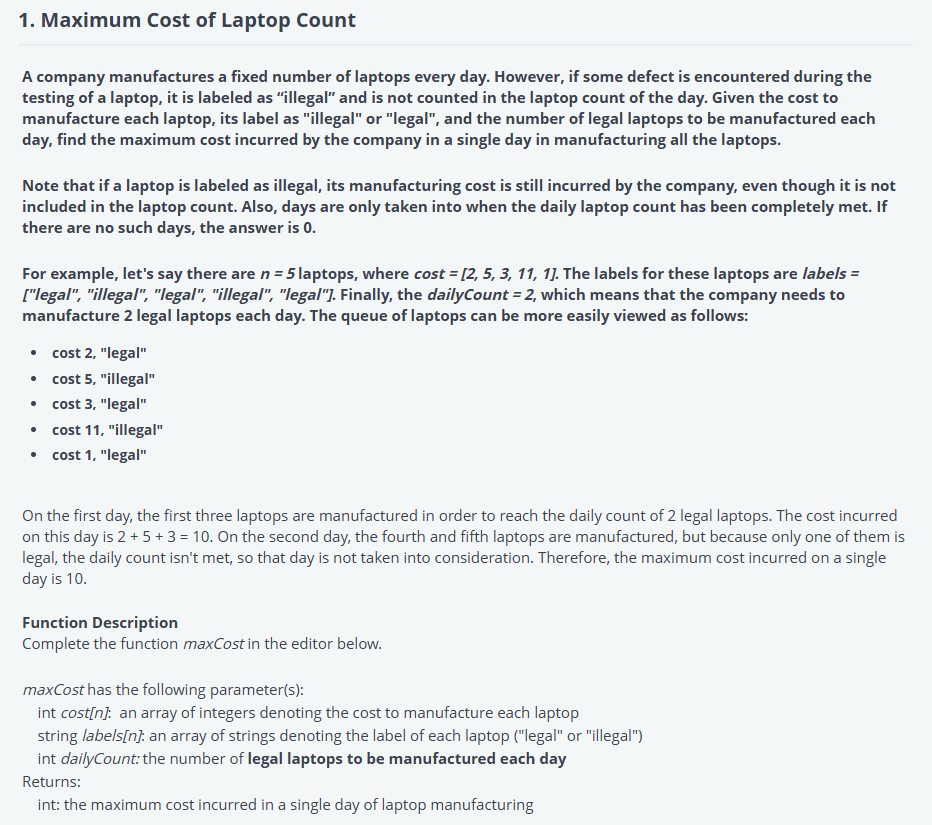 1. Maximum Cost of Laptop Count
A company manufactures a fixed number of laptops every day. However, if some defect is encountered during the
testing of a laptop, it is labeled as “illegal” and is not counted in the laptop count of the day. Given the cost to
manufacture each laptop, its label as "illegal" or "legal", and the number of legal laptops to be manufactured each
day, find the maximum cost incurred by the company in a single day in manufacturing all the laptops.
Note that if a laptop is labeled as illegal, its manufacturing cost is still incurred by the company, even though it is not
included in the laptop count. Also, days are only taken into when the daily laptop count has been completely met. If
there are no such days, the answer is 0.
For example, let's say there are n = 5 laptops, where cost = [2, 5, 3, 11, 1]. The labels for these laptops are labels =
["legal", "illegal", "legal", "illegal", "legal"]. Finally, the dailyCount = 2, which means that the company needs to
manufacture 2 legal laptops each day. The queue of laptops can be more easily viewed as follows:
• cost 2, "legal"
• cost 5, "illegal"
• cost 3, "legal"
• cost 11, "illegal"
• cost 1, "legal"
On the first day, the first three laptops are manufactured in order to reach the daily count of 2 legal laptops. The cost incurred
on this day is 2 + 5 + 3 = 10. On the second day, the fourth and fifth laptops are manufactured, but because only one of them is
legal, the daily count isn't met, so that day is not taken into consideration. Therefore, the maximum cost incurred on a single
day is 10.
Function Description
Complete the function maxCost in the editor below.
maxCost has the following parameter(s):
int cost[n]: an array of integers denoting the cost to manufacture each laptop
string labels[n]: an array of strings denoting the label of each laptop ("legal" or "illegal")
int dailyCount: the number of legal laptops to be manufactured each day
Returns:
int: the maximum cost incurred in a single day of laptop manufacturing